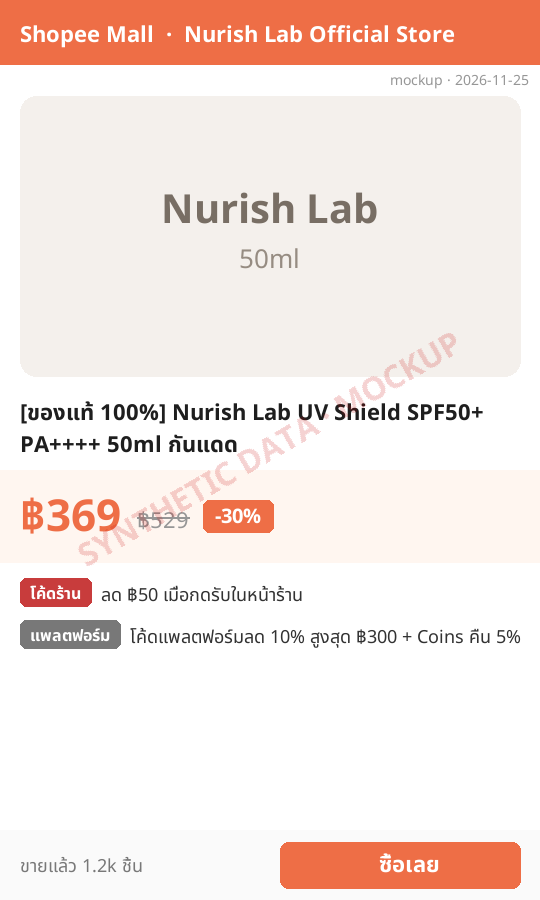 Shopee Mall · Nurish Lab Official Store
mockup · 2026-11-25
Nurish Lab
50ml
[ของแท้ 100%] Nurish Lab UV Shield SPF50+
PA++++ 50ml กันแดด
฿369 ฿529 -30%
SYNTHETIC DATA · MOCKUP
โค้ดร้าน ลด ฿50 เมื่อกดรับในหน้าร้าน
แพลตฟอร์ม โค้ดแพลตฟอร์มลด 10% สูงสุด ฿300 + Coins คืน 5%
ขายแล้ว 1.2k ชิ้น ซื้อเลย